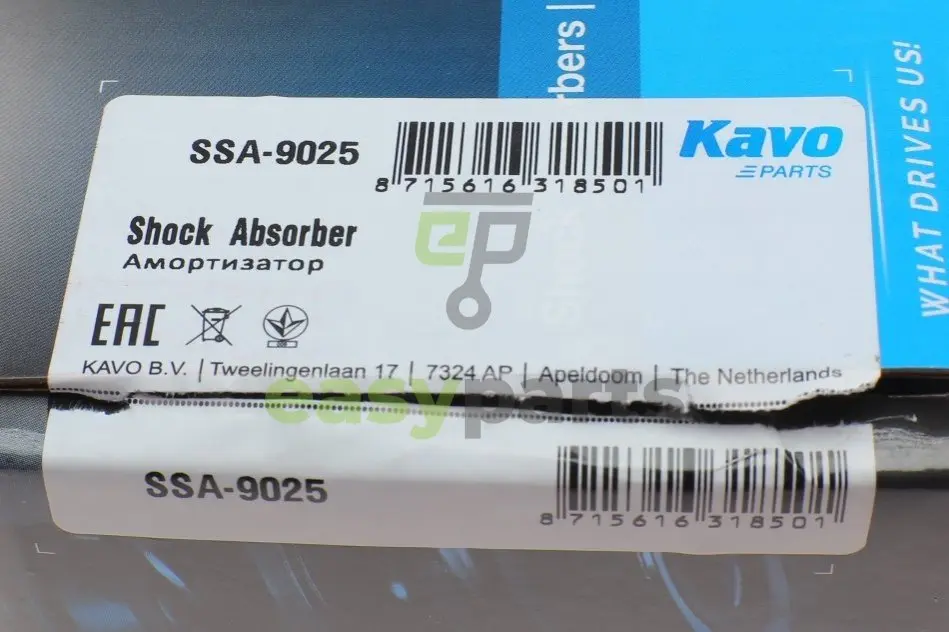 rbers |
WHAT DRIVES US!
SSA-9025
8 715616 318501
Kavo
PARTS
Shock Absorber
Амортизатор
EAC
KAVO B.V. | Tweelingenlaan 17 | 7324 AP | Apeldoorn | The Netherlands
ep
easyparts
SSA-9025
8 715616 318501